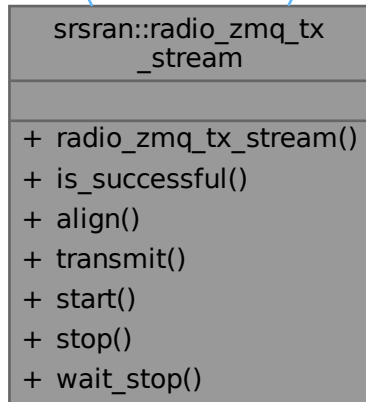 srsran::radio_zmq_tx
_stream
+ radio_zmq_tx_stream()
+ is_successful()
+ align()
+ transmit()
+ start()
+ stop()
+ wait_stop()